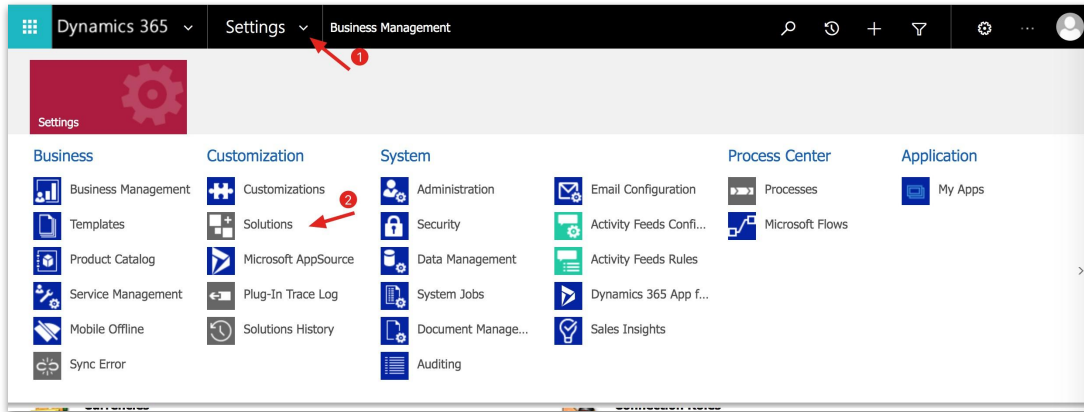 Dynamics 365 Settings Business Management
1
Settings
Business
Business Management
Templates
Product Catalog
Service Management
Mobile Offline
Sync Error
Customization
Customizations
2
Solutions
Microsoft AppSource
Plug-In Trace Log
Solutions History
System
Administration
Security
Data Management
System Jobs
Document Manage...
Auditing
Email Configuration
Activity Feeds Confi...
Activity Feeds Rules
Dynamics 365 App f...
Sales Insights
Process Center
Processes
Microsoft Flows
Application
My Apps